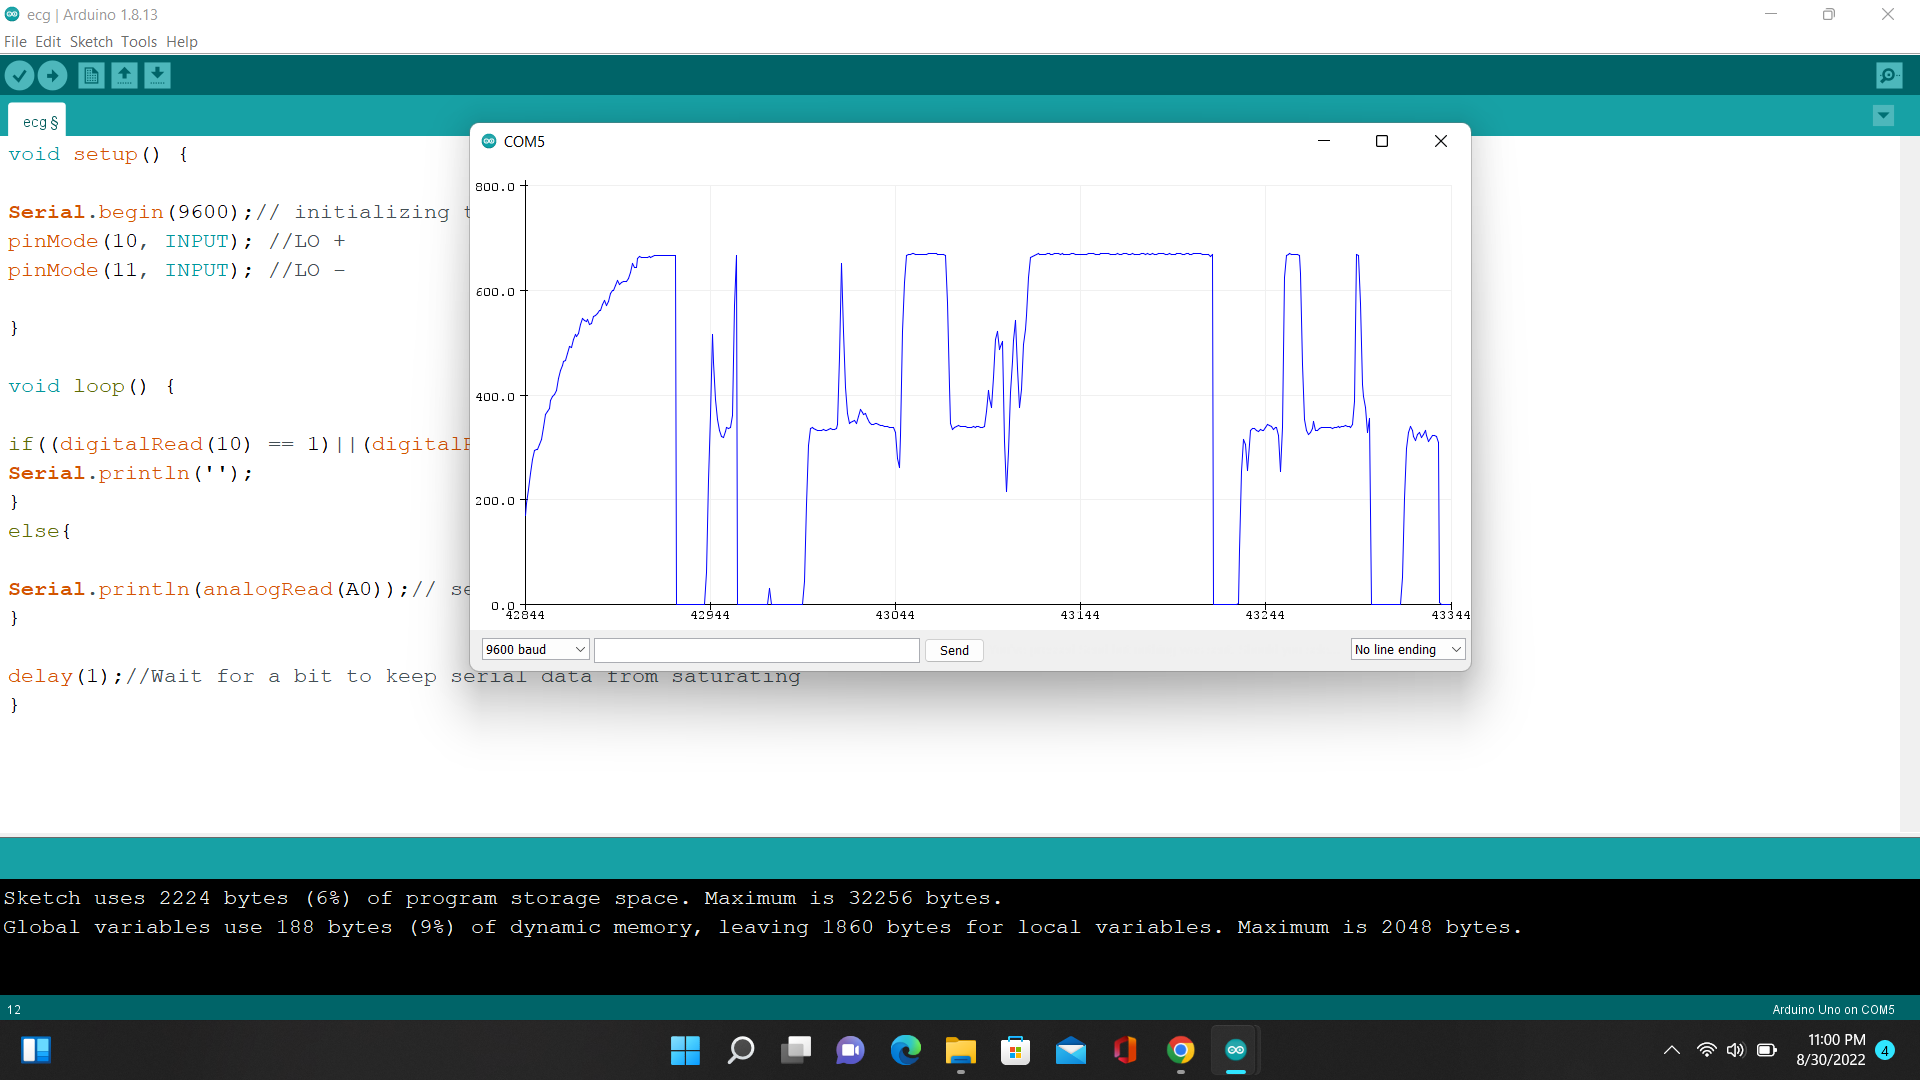 ecg | Arduino 1.8.13
File Edit Sketch Tools Help
ecg §
void setup() {
Serial.begin(9600);// initializing
pinMode(10, INPUT); //LO +
pinMode(11, INPUT); //LO -
}
void loop() {
if((digitalRead(10) == 1)||(digital
Serial.println('');
}
else{
Serial.println(analogRead(A0));// se
}
delay(1);//Wait for a bit to keep serial data from saturating
}
COM5
800.0
600.0
400.0
200.0
0.0
42844 42944 43044 43144 43244 43344
9600 baud Send No line ending
Sketch uses 2224 bytes (6%) of program storage space. Maximum is 32256 bytes.
Global variables use 188 bytes (9%) of dynamic memory, leaving 1860 bytes for local variables. Maximum is 2048 bytes.
12 Arduino Uno on COM5
11:00 PM
8/30/2022 4